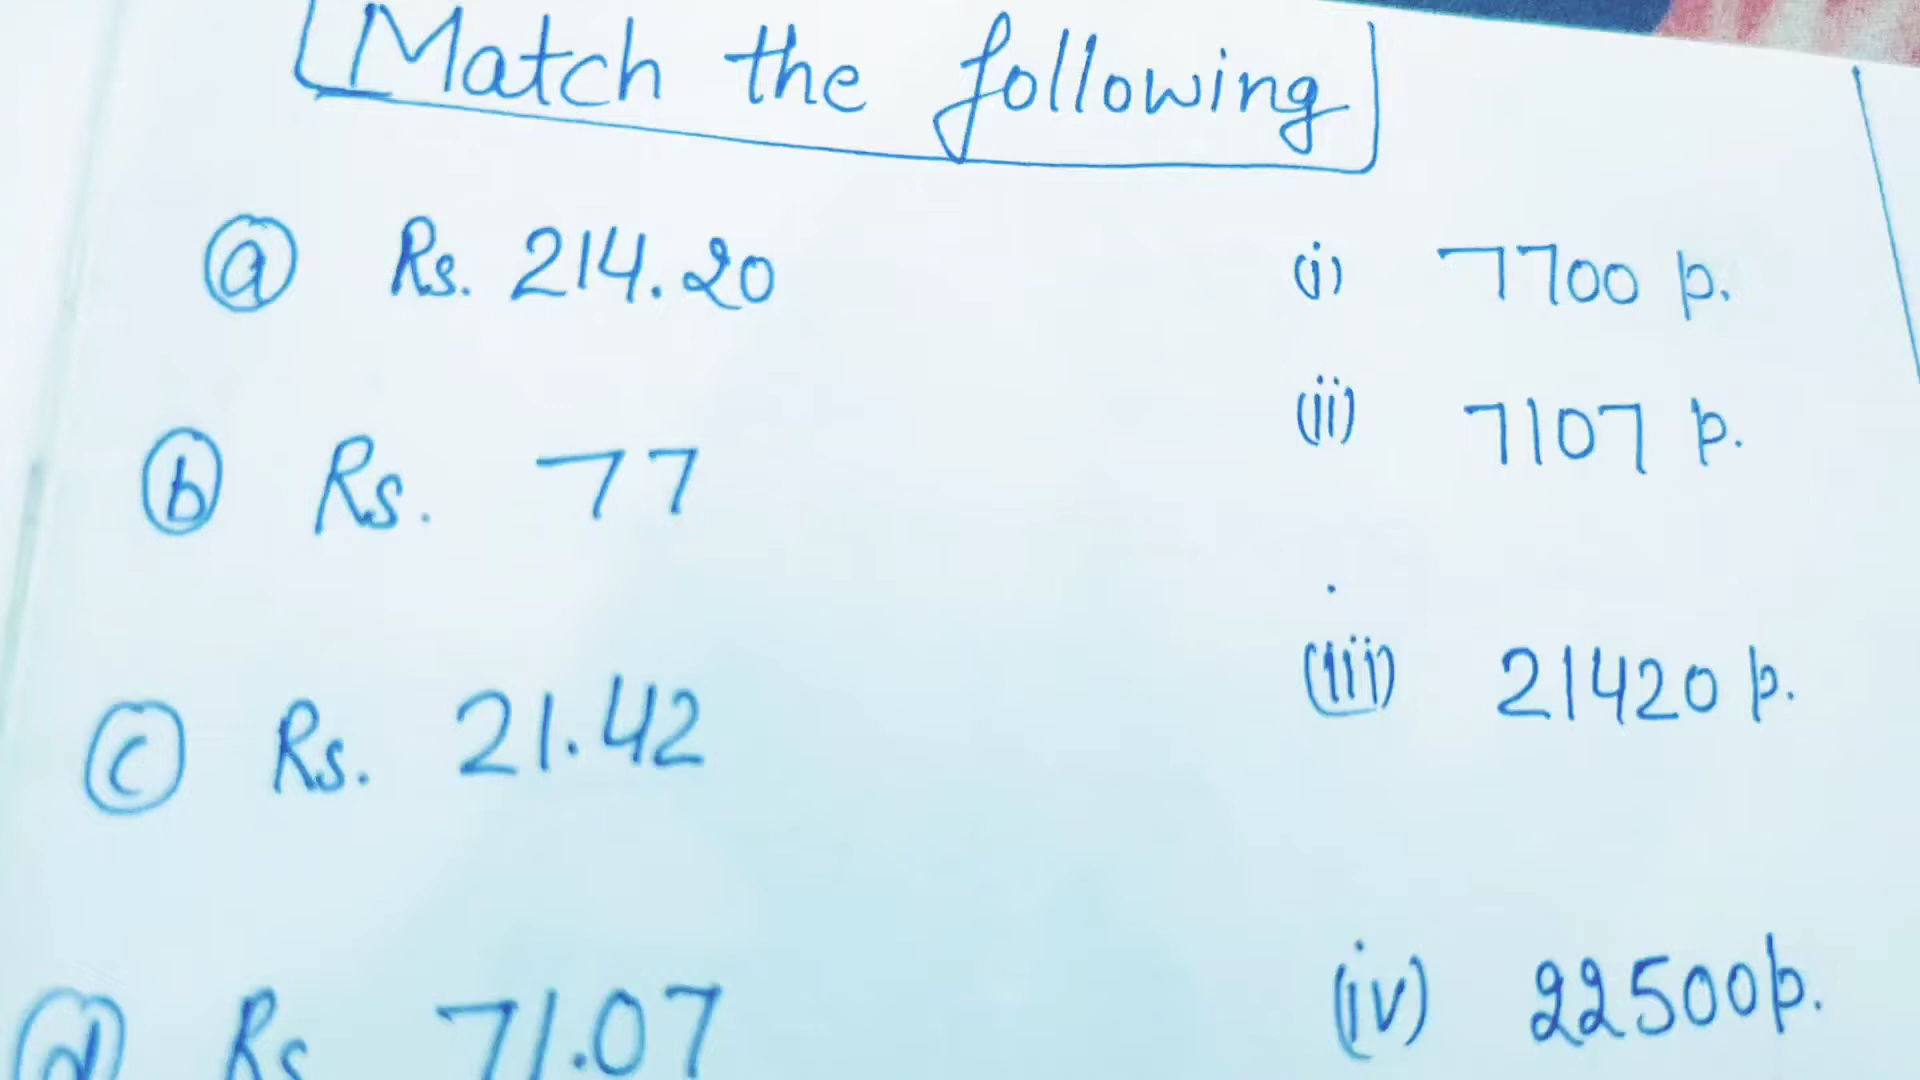 Match the following
(a) Rs. 214.20 (i) 7700 p.
(b) Rs. 77 (ii) 7107 p.
(c) Rs. 21.42 (iii) 21420 p.
(d) Rs 71.07 (iv) 22500p.